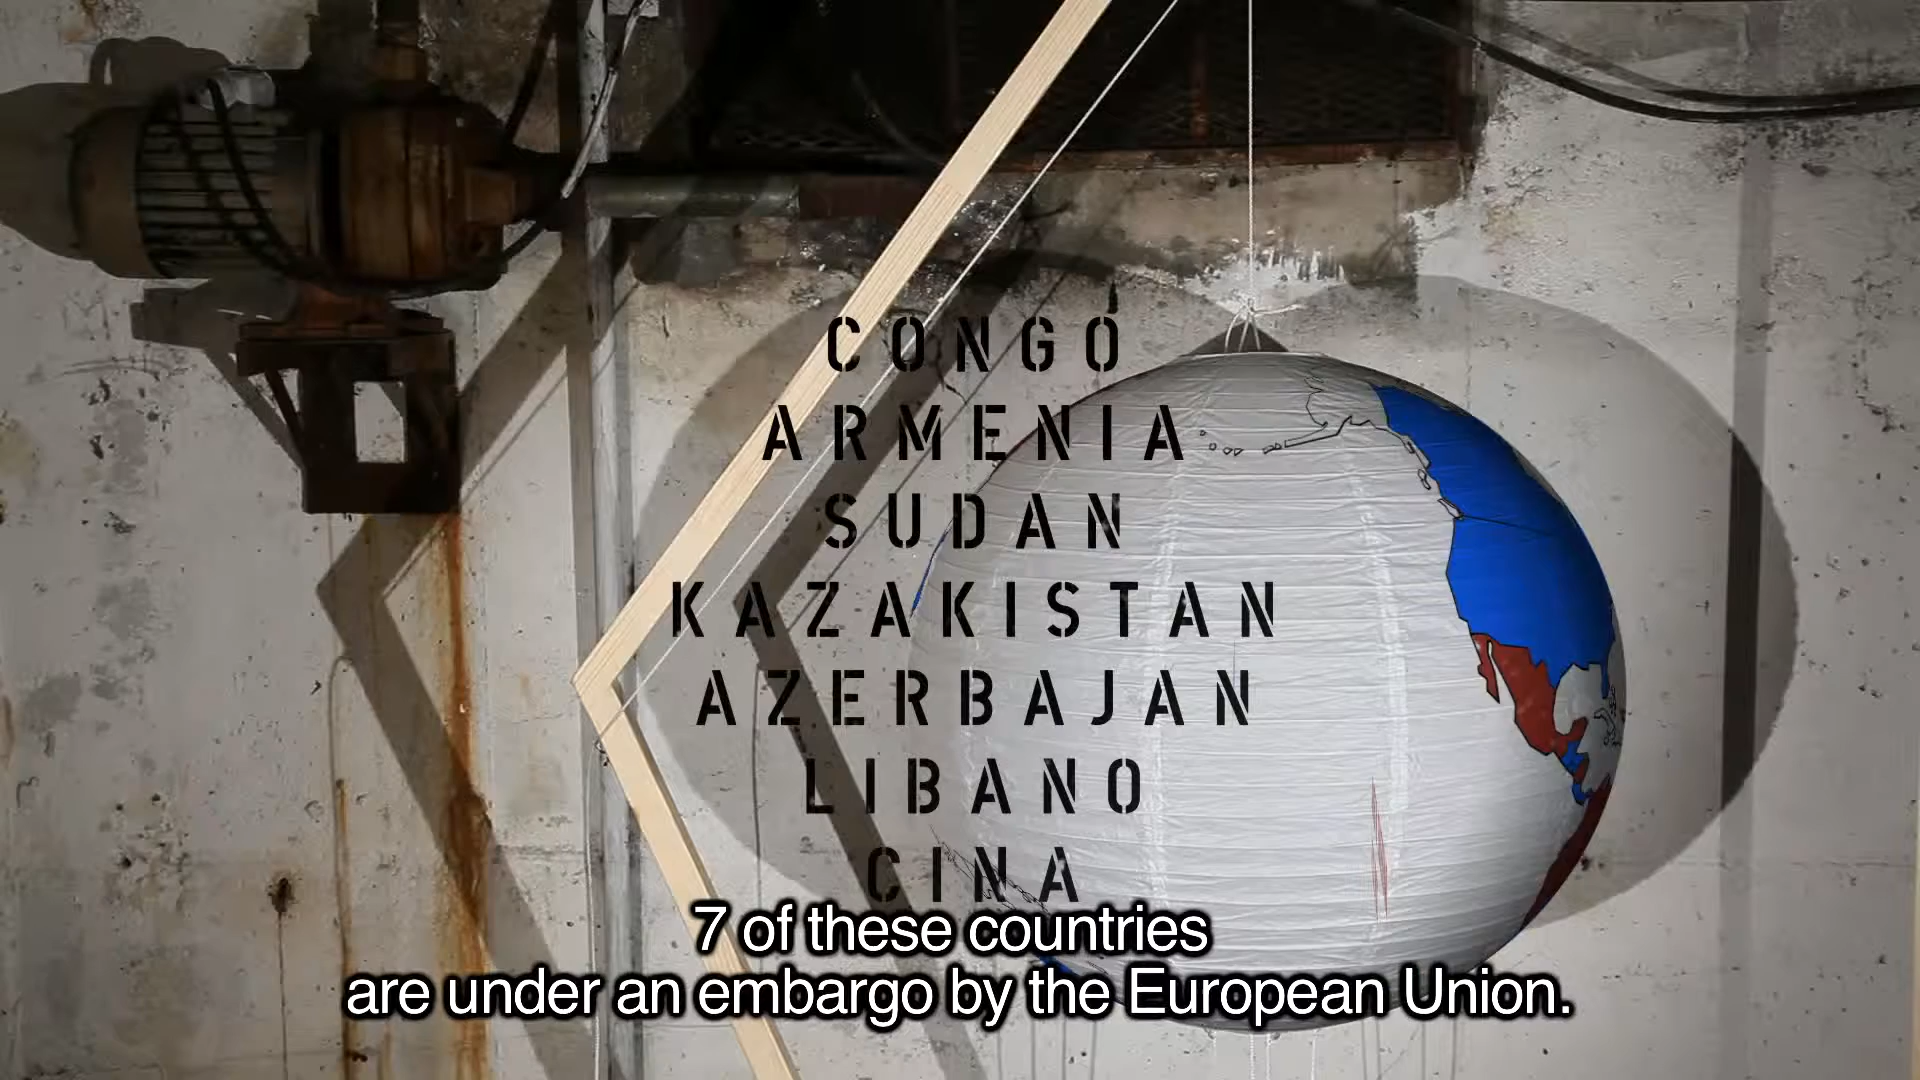 CONGO
ARMENIA
SUDAN
KAZAKISTAN
AZERBAJAN
LIBANO
CINA
7 of these countries
are under an embargo by the European Union.